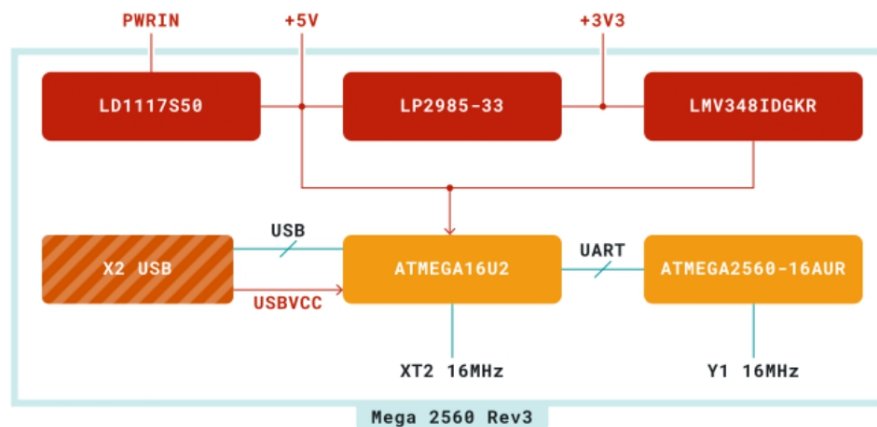 PWRIN
+5V
+3V3
LD1117S50
LP2985-33
LMV348IDGKR
X2 USB
USB
USBVCC
ATMEGA16U2
UART
ATMEGA2560-16AUR
XT2 16MHz
Y1 16MHz
Mega 2560 Rev3